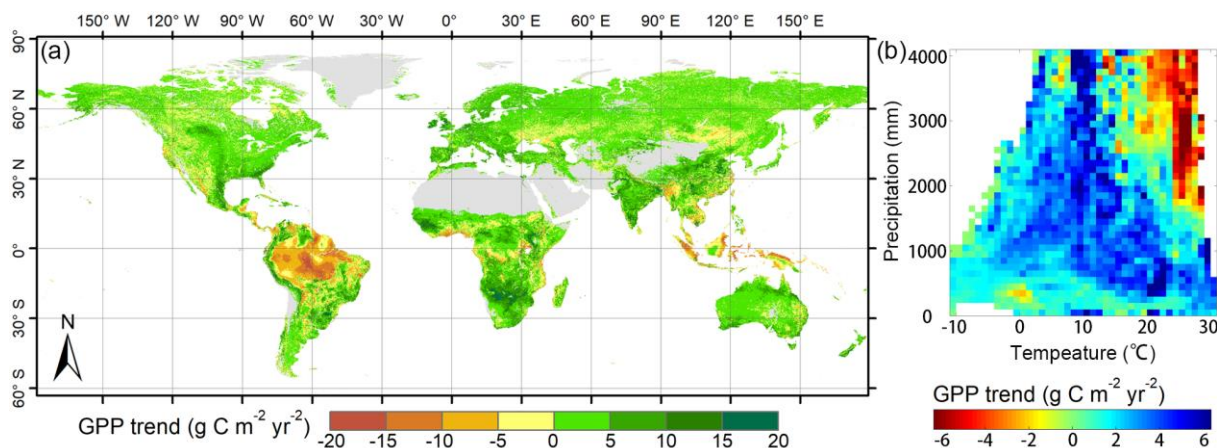 150° W 120° W 90° W 60° W 30° W 0° 30° E 60° E 90° E 120° E 150° E
(a)
90°
60° N
30° N
0°
30° S
60° S
N
GPP trend (g C m⁻² yr⁻²)
-20 -15 -10 -5 0 5 10 15 20
(b)
4000
3000
2000
1000
0
Precipitation (mm)
-10 0 10 20 30
Tempeature (℃)
GPP trend (g C m⁻² yr⁻²)
-6 -4 -2 0 2 4 6